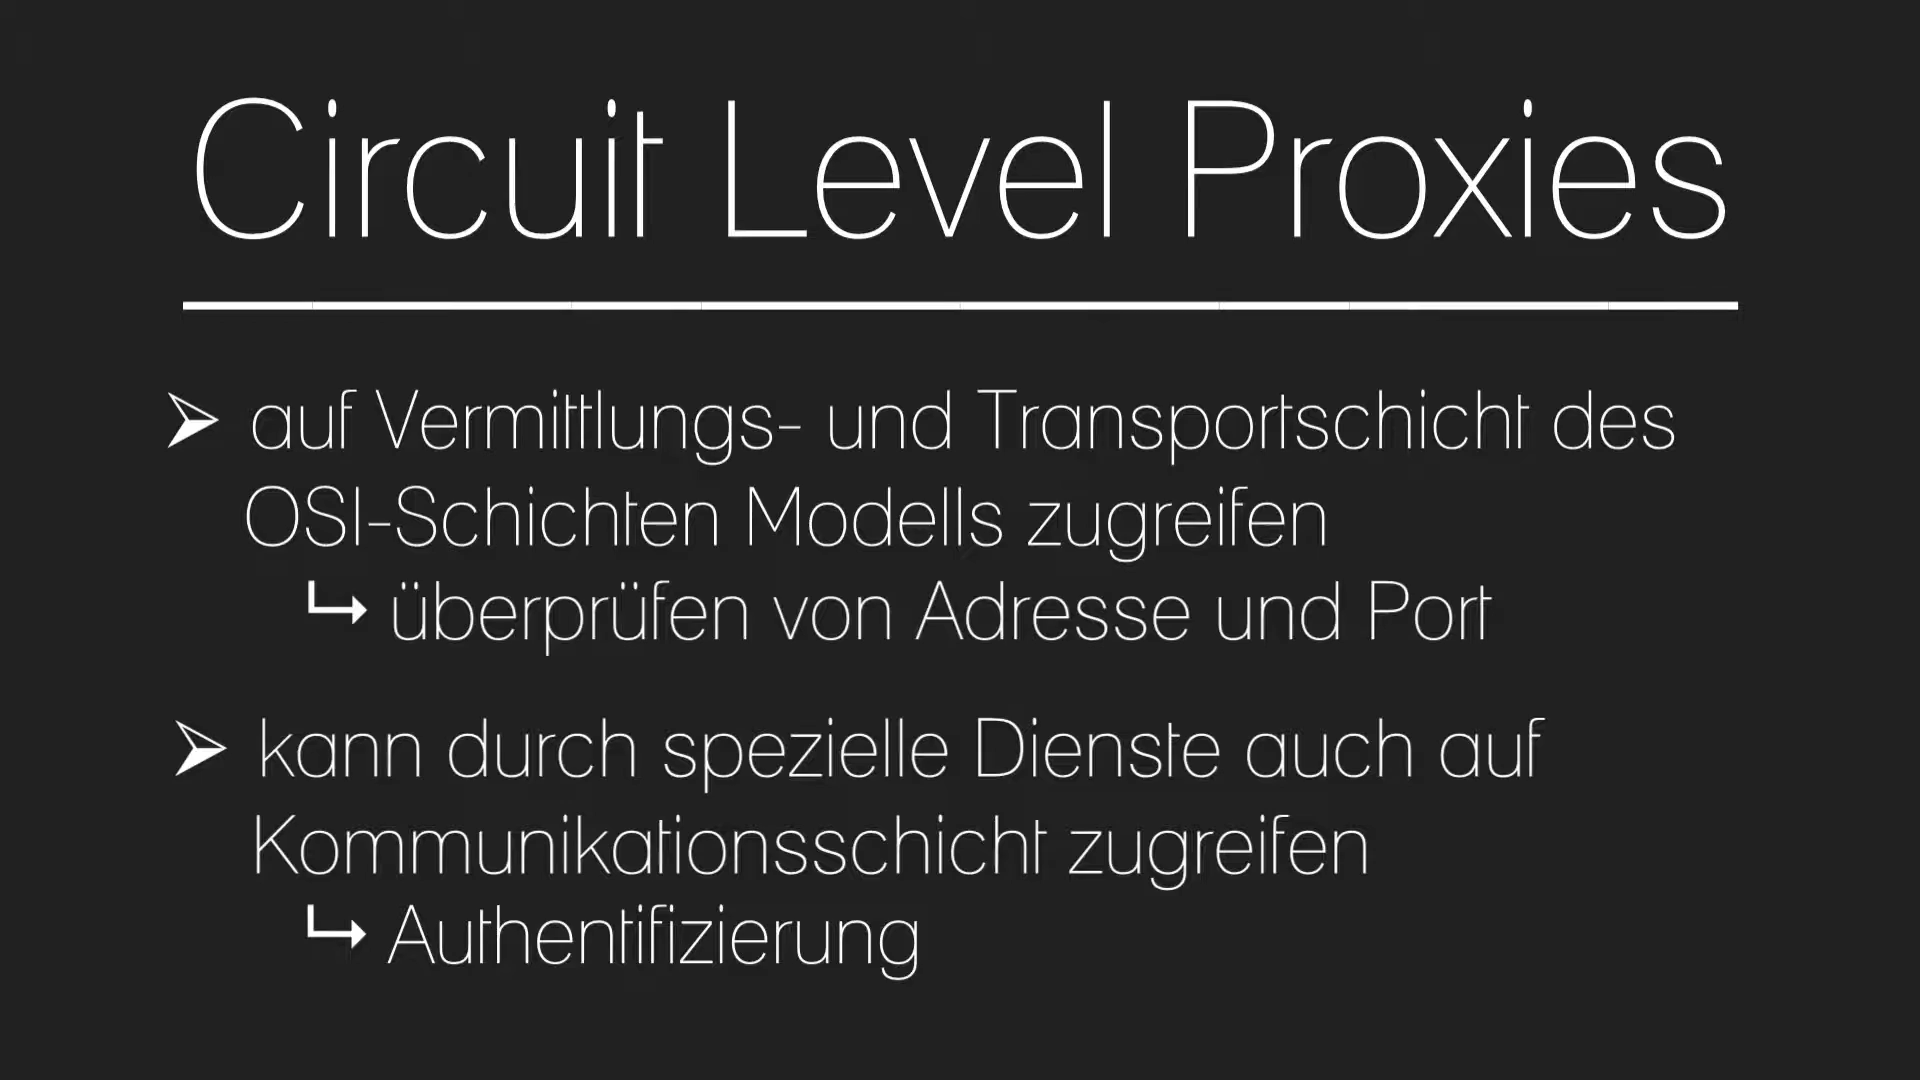 Circuit Level Proxies
➢ auf Vermittlungs- und Transportschicht des
OSI-Schichten Modells zugreifen
↳ überprüfen von Adresse und Port
➢ kann durch spezielle Dienste auch auf
Kommunikationsschicht zugreifen
↳ Authentifizierung